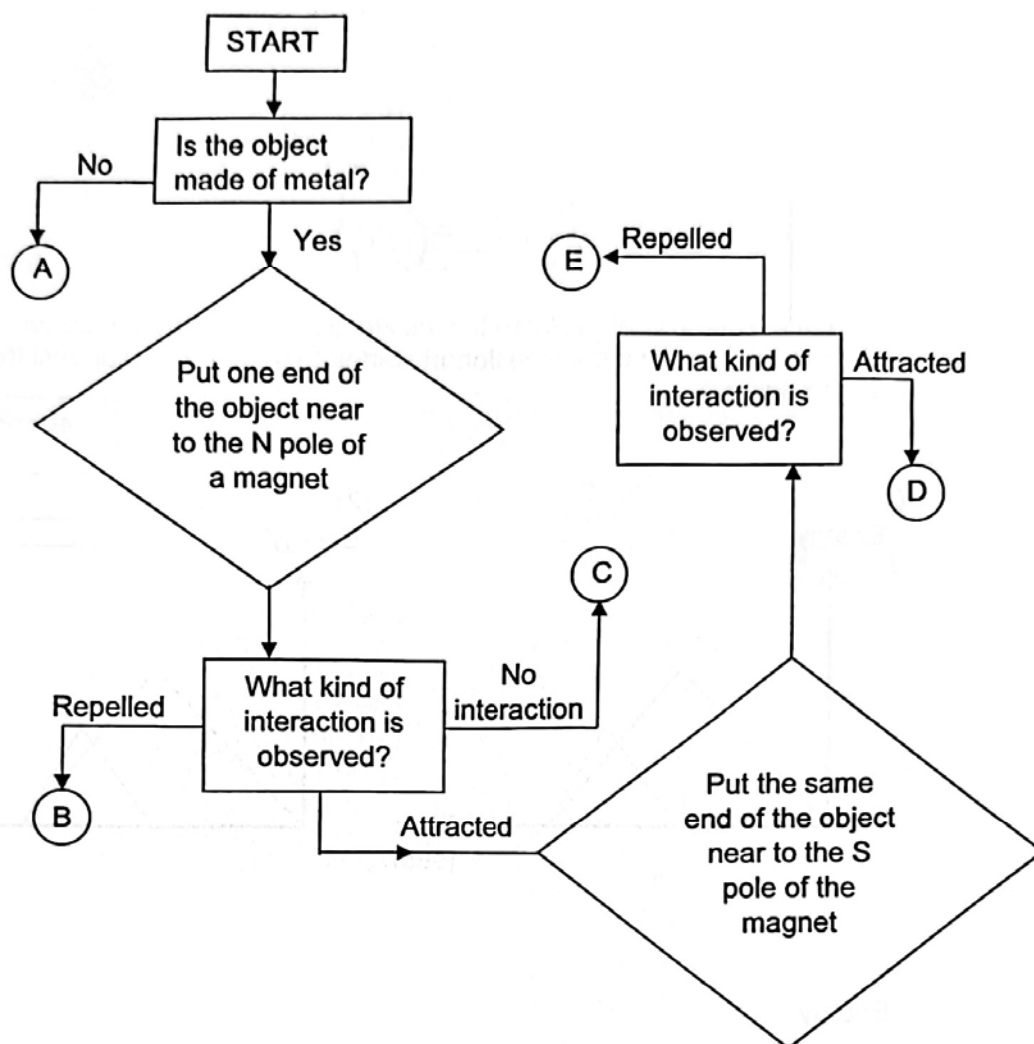 START
Is the object
made of metal?
No
Yes
A
Put one end of
the object near
to the N pole of
a magnet
What kind of
interaction is
observed?
Repelled
B
No
interaction
C
Attracted
Put the same
end of the object
near to the S
pole of the
magnet
What kind of
interaction is
observed?
Repelled
E
Attracted
D